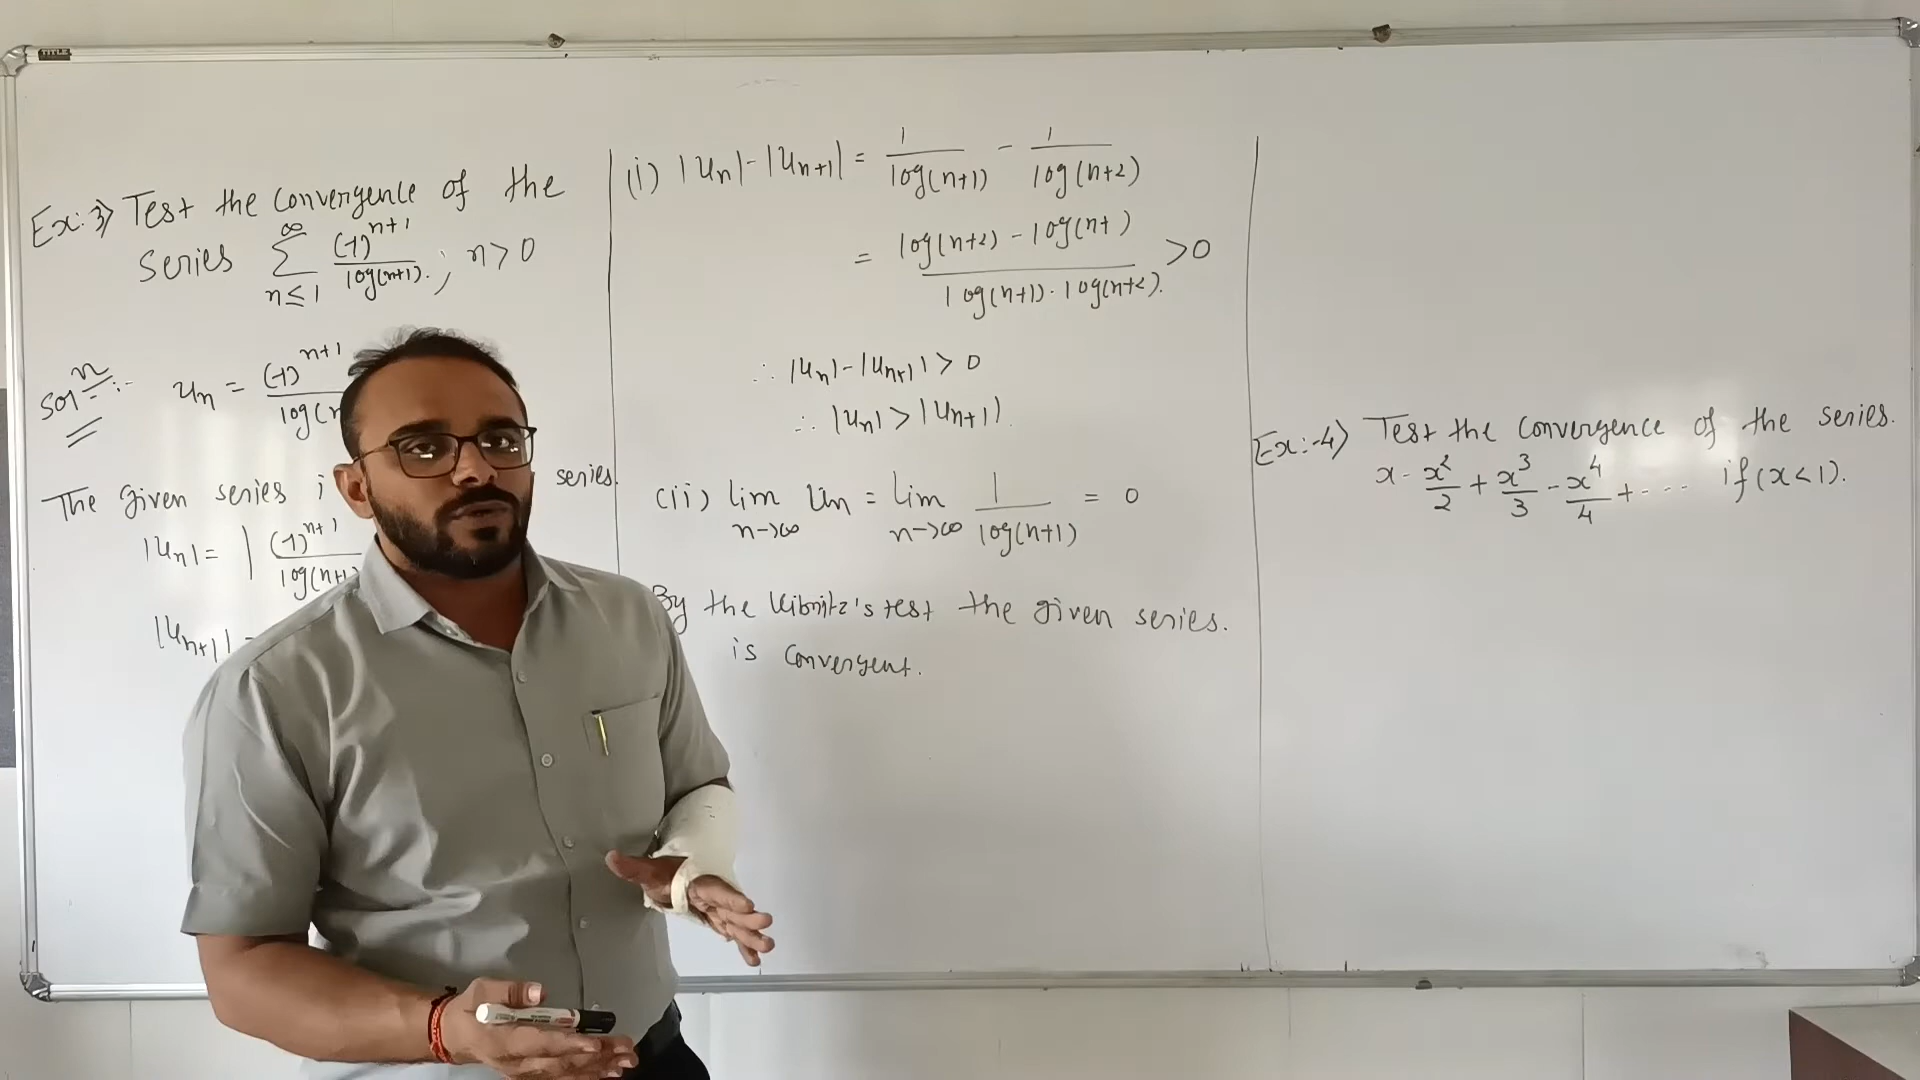 TITLE
Ex:3) Test the Convergence of the
Series ∑_{n≤1}^{∞} (-1)^{n+1}/log(n+1). ; n>0
Sol^n :- u_n = (-1)^{n+1}/log(n
The given series i series.
|u_n| = |(-1)^{n+1}/log(n+1
|u_{n+1}| =
(i) |u_n|-|u_{n+1}| = 1/log(n+1) - 1/log(n+2)
= log(n+2) - log(n+ )/log(n+1).log(n+2). >0
∴ |u_n|-|u_{n+1}| > 0
∴ |u_n| > |u_{n+1}|.
(ii) lim_{n→∞} u_n = lim_{n→∞} 1/log(n+1) = 0
By the test the given series.
is convergent.
Ex:-4) Test the convergence of the series.
x - x²/2 + x³/3 - x⁴/4 + --- if (x<1).